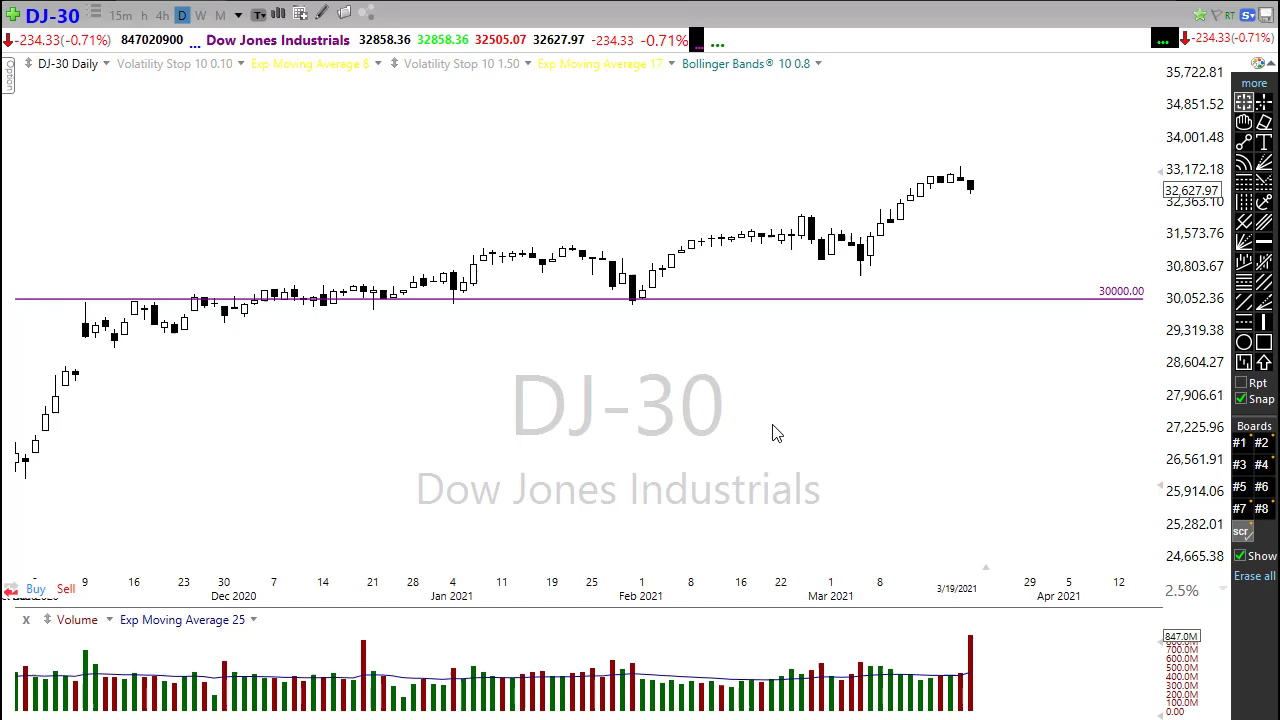 DJ-30 15m h 4h D W M T RT S
-234.33(-0.71%) 847020900 ... Dow Jones Industrials 32858.36 32858.36 32505.07 32627.97 -234.33 -0.71% ... ... ... -234.33(-0.71%)
Option
DJ-30 Daily Volatility Stop 10 0.10 Exp Moving Average 8 Volatility Stop 10 1.50 Exp Moving Average 17 Bollinger Bands® 10 0.8
35,722.81
34,851.52
34,001.48
33,172.18
32,627.97
32,363.10
31,573.76
30,803.67
30000.00
30,052.36
29,319.38
28,604.27
27,905.61
27,225.96
26,561.91
25,914.06
25,282.01
24,665.38
DJ-30
Dow Jones Industrials
more
T
Rpt
Snap
Boards
#1 #2
#3 #4
#5 #6
#7 #8
scr
Show
Erase all
Buy Sell
9 16 23 30 7 14 21 28 4 11 19 25 1 8 16 22 1 8 3/19/2021 29 5 12
Dec 2020 Jan 2021 Feb 2021 Mar 2021 Apr 2021
2.5%
X Volume Exp Moving Average 25
847.0M
700.0M
600.0M
500.0M
400.0M
300.0M
200.0M
100.0M
0.00